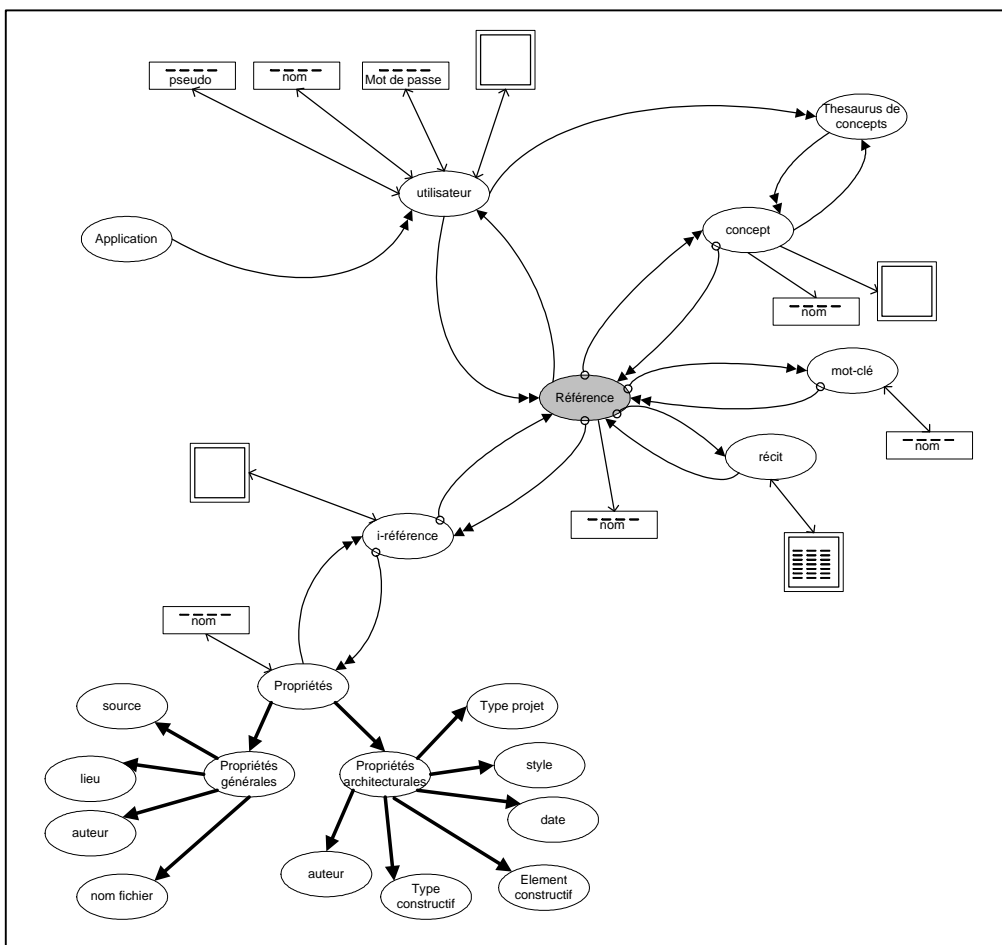 pseudo
nom
Mot de passe
Thesaurus de
concepts
utilisateur
Application
concept
nom
mot-clé
Référence
nom
récit
nom
i-référence
nom
Propriétés
source
Type projet
Propriétés
générales
Propriétés
architecturales
style
lieu
date
auteur
auteur
nom fichier
Type
constructif
Element
constructif